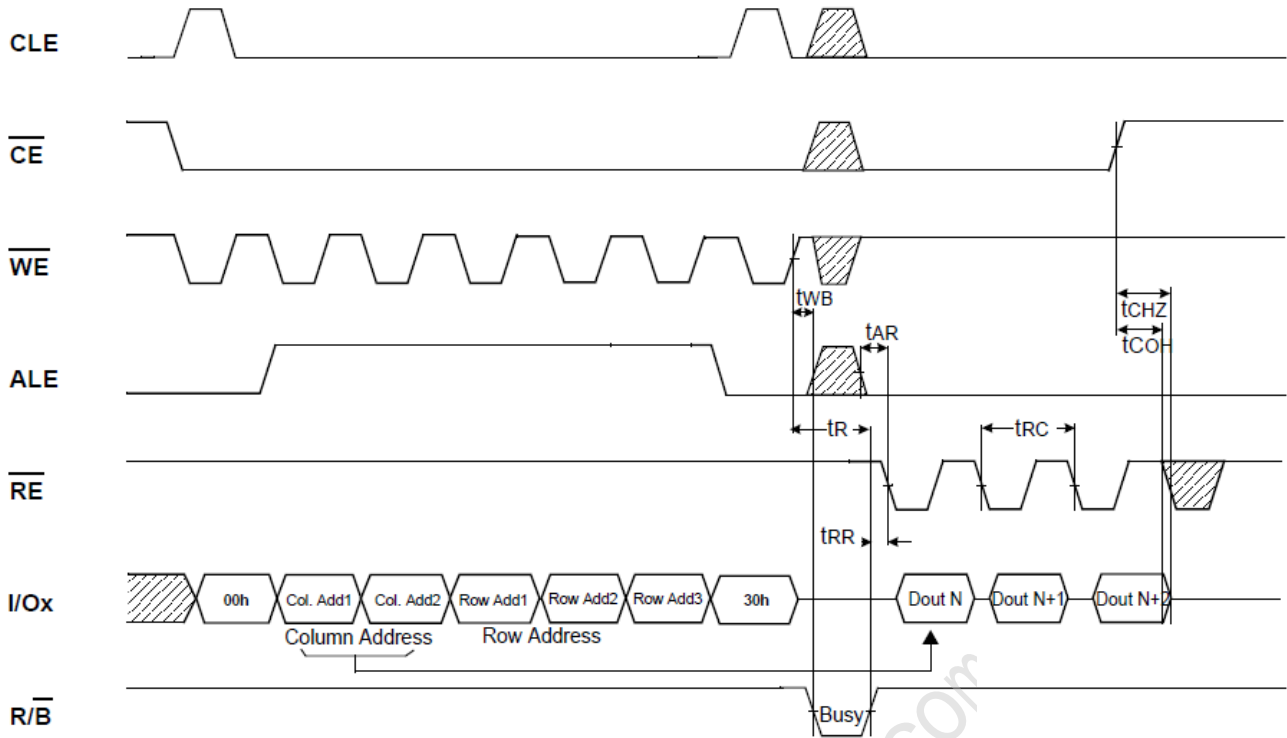 CLE
CE
WE
tWB
tCHZ
tAR
tCOH
ALE
tR
tRC
RE
tRR
I/Ox
00h
Col. Add1
Col. Add2
Row Add1
Row Add2
Row Add3
30h
Dout N
Dout N+1
Dout N+2
Column Address
Row Address
R/B
Busy
com